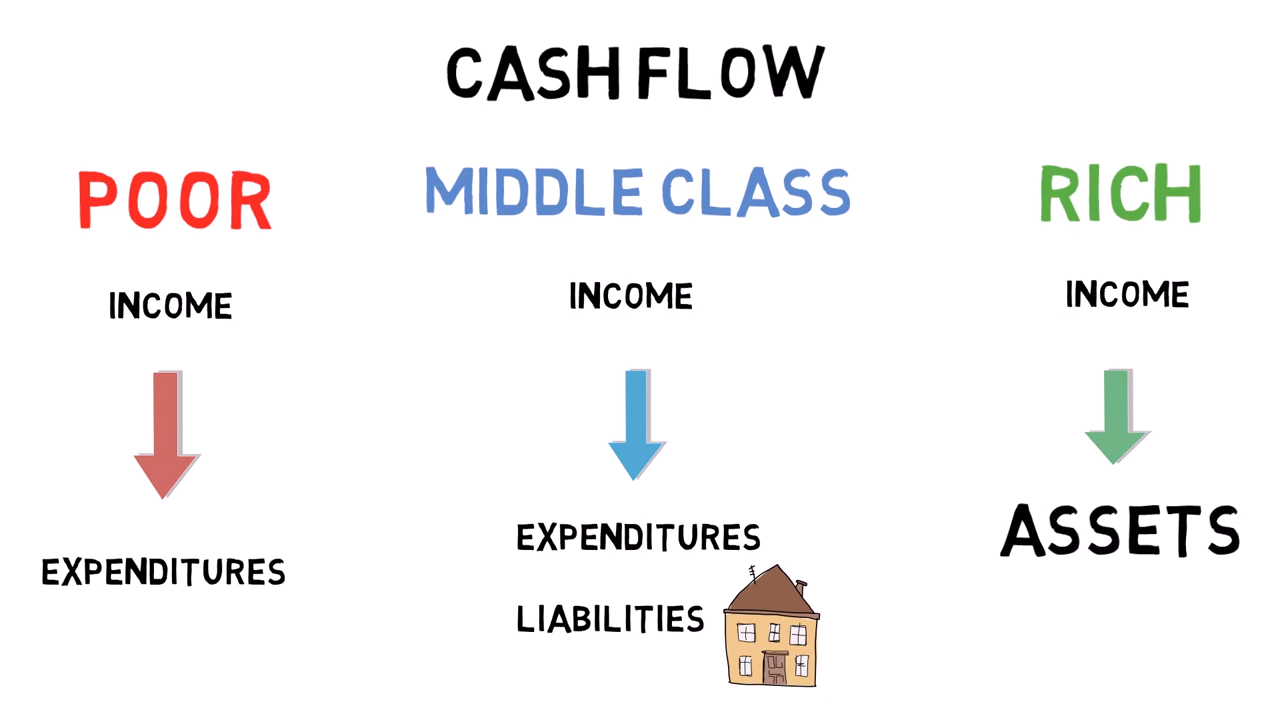 CASH FLOW
POOR
INCOME
EXPENDITURES
MIDDLE CLASS
INCOME
EXPENDITURES
LIABILITIES
RICH
INCOME
ASSETS